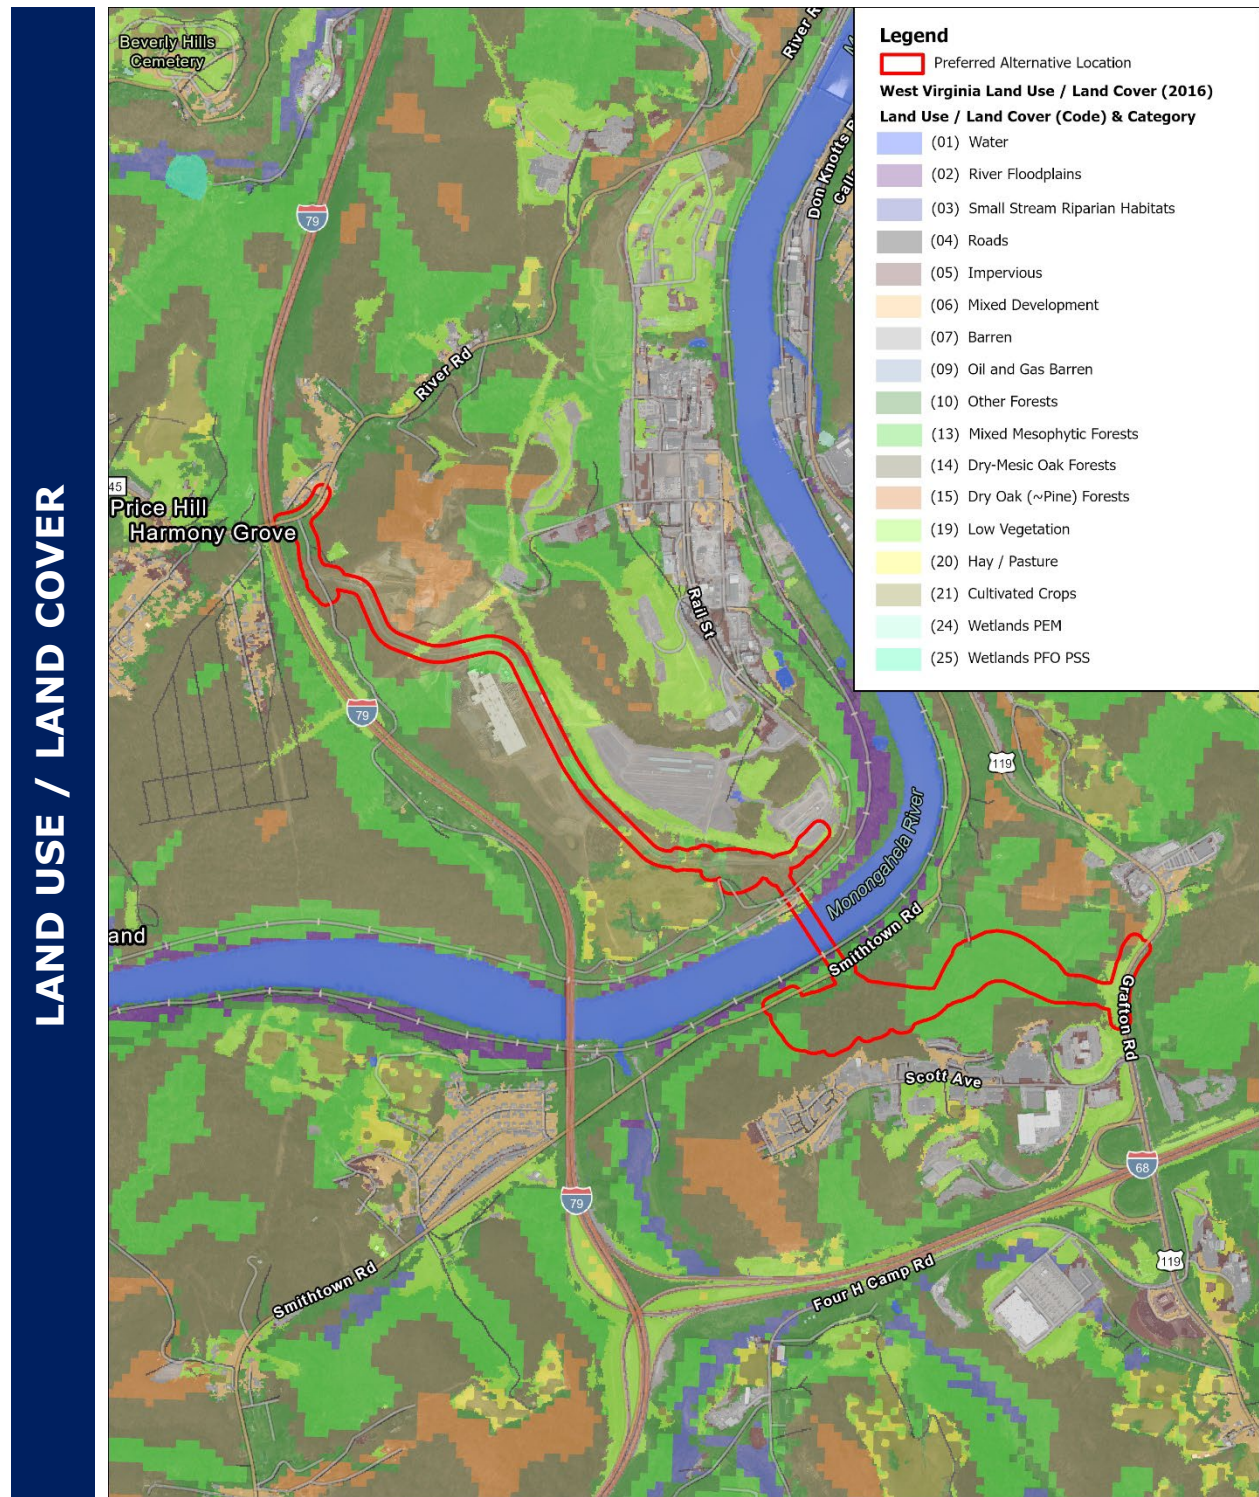 LAND USE / LAND COVER
Beverly Hills
Cemetery
79
River Rd
45
Price Hill
Harmony Grove
79
Rail St
Don Knotts
River
119
Monongahela River
Smithtown Rd
and
Grafton Rd
Scott Ave
68
79
119
Four H Camp Rd
Smithtown Rd
Legend
Preferred Alternative Location
West Virginia Land Use / Land Cover (2016)
Land Use / Land Cover (Code) & Category
(01) Water
(02) River Floodplains
(03) Small Stream Riparian Habitats
(04) Roads
(05) Impervious
(06) Mixed Development
(07) Barren
(09) Oil and Gas Barren
(10) Other Forests
(13) Mixed Mesophytic Forests
(14) Dry-Mesic Oak Forests
(15) Dry Oak (~Pine) Forests
(19) Low Vegetation
(20) Hay / Pasture
(21) Cultivated Crops
(24) Wetlands PEM
(25) Wetlands PFO PSS